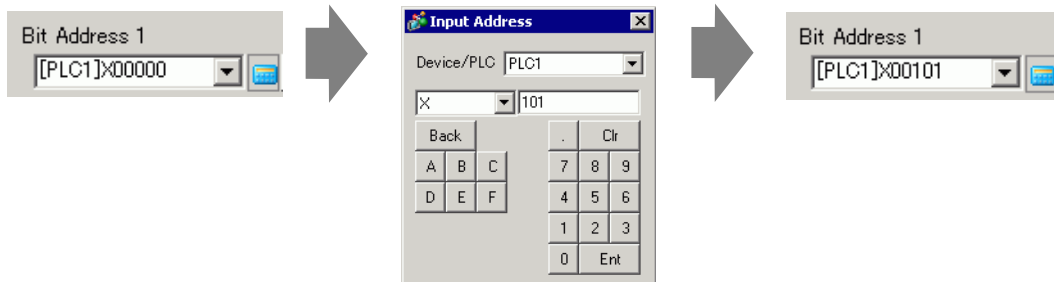 Bit Address 1
[PLC1]X00000
Input Address
Device/PLC PLC1
X 101
Back . Clr
A B C 7 8 9
D E F 4 5 6
1 2 3
0 Ent
Bit Address 1
[PLC1]X00101